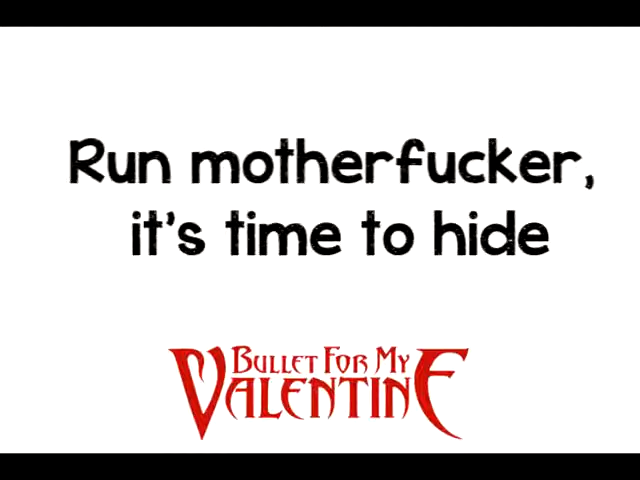 Run motherfucker,
it's time to hide
Bullet For My
Valentine